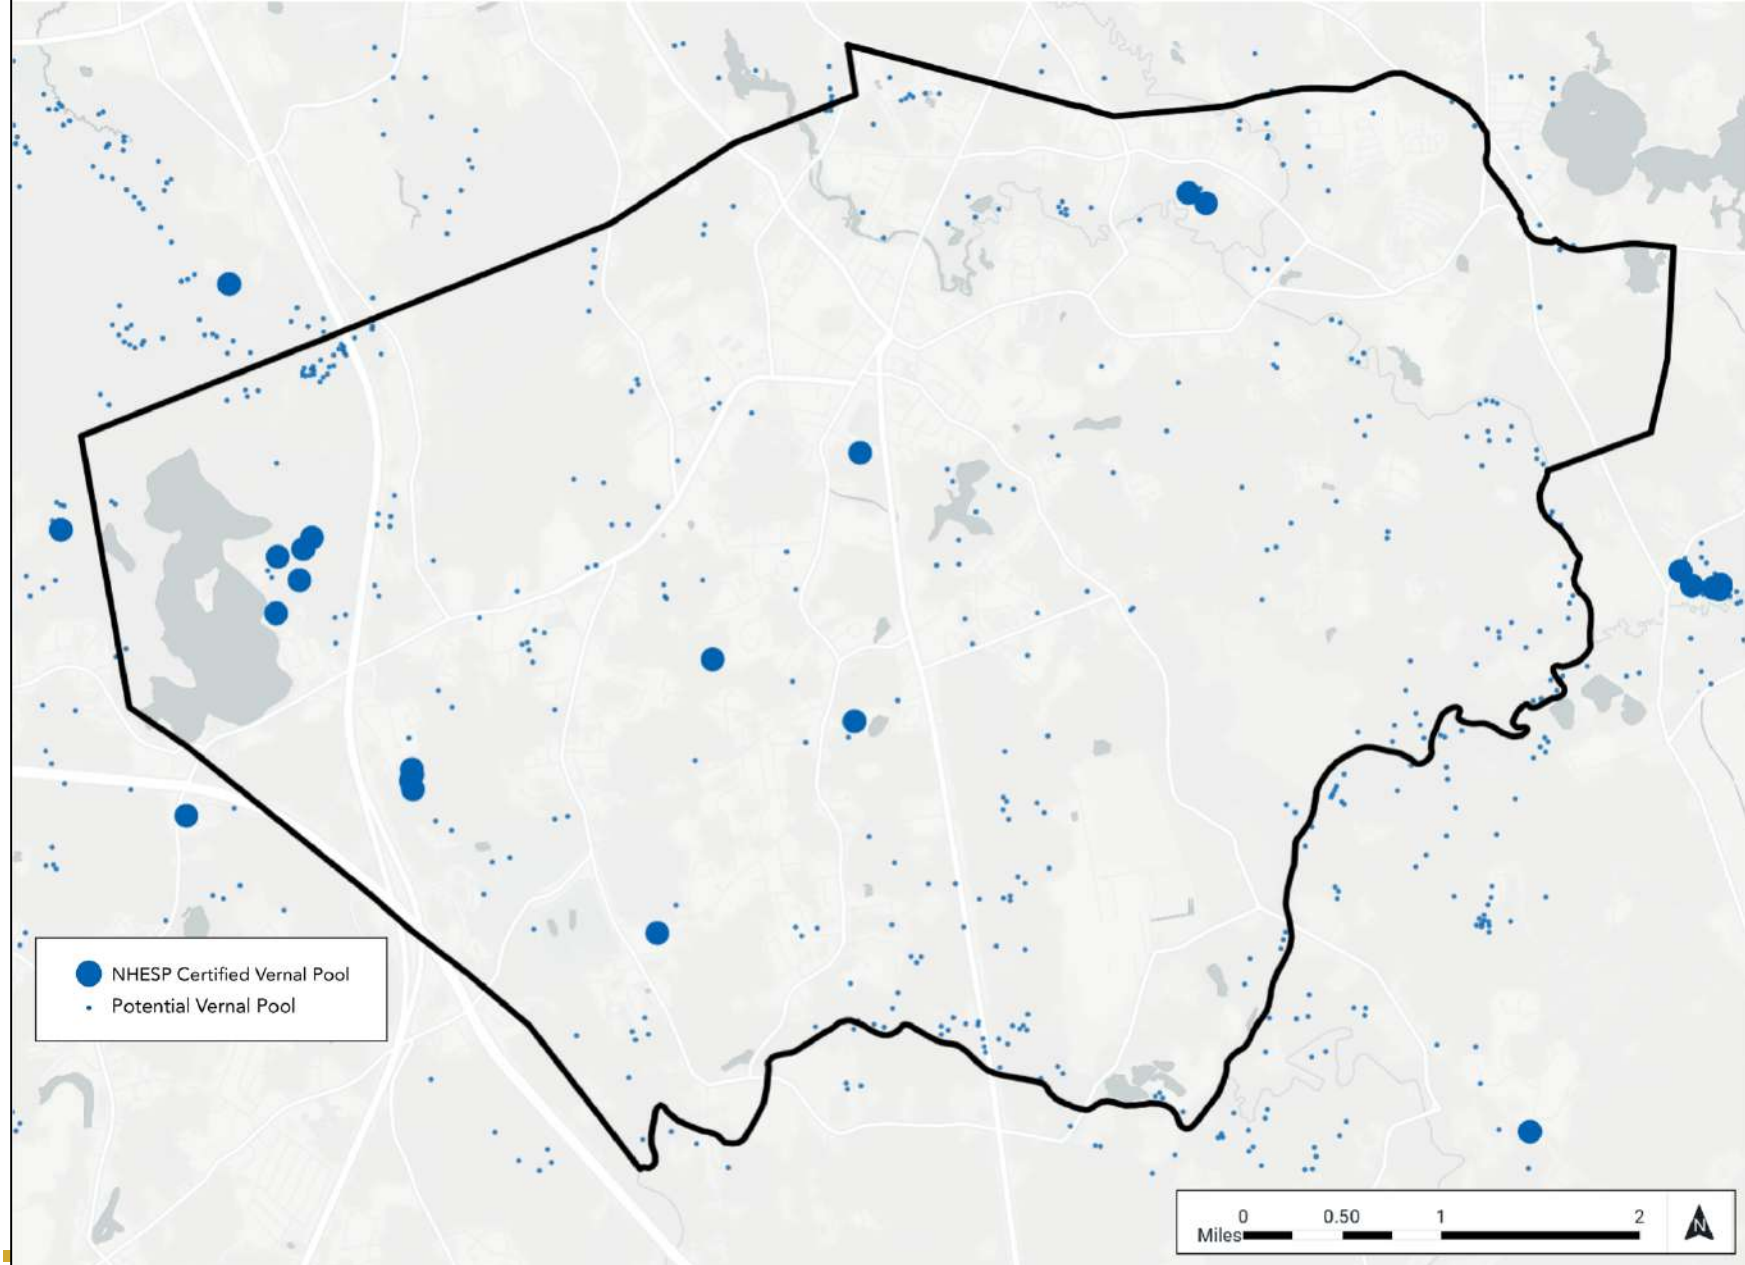 NHESP Certified Vernal Pool
Potential Vernal Pool
0 0.50 1 2
Miles
N